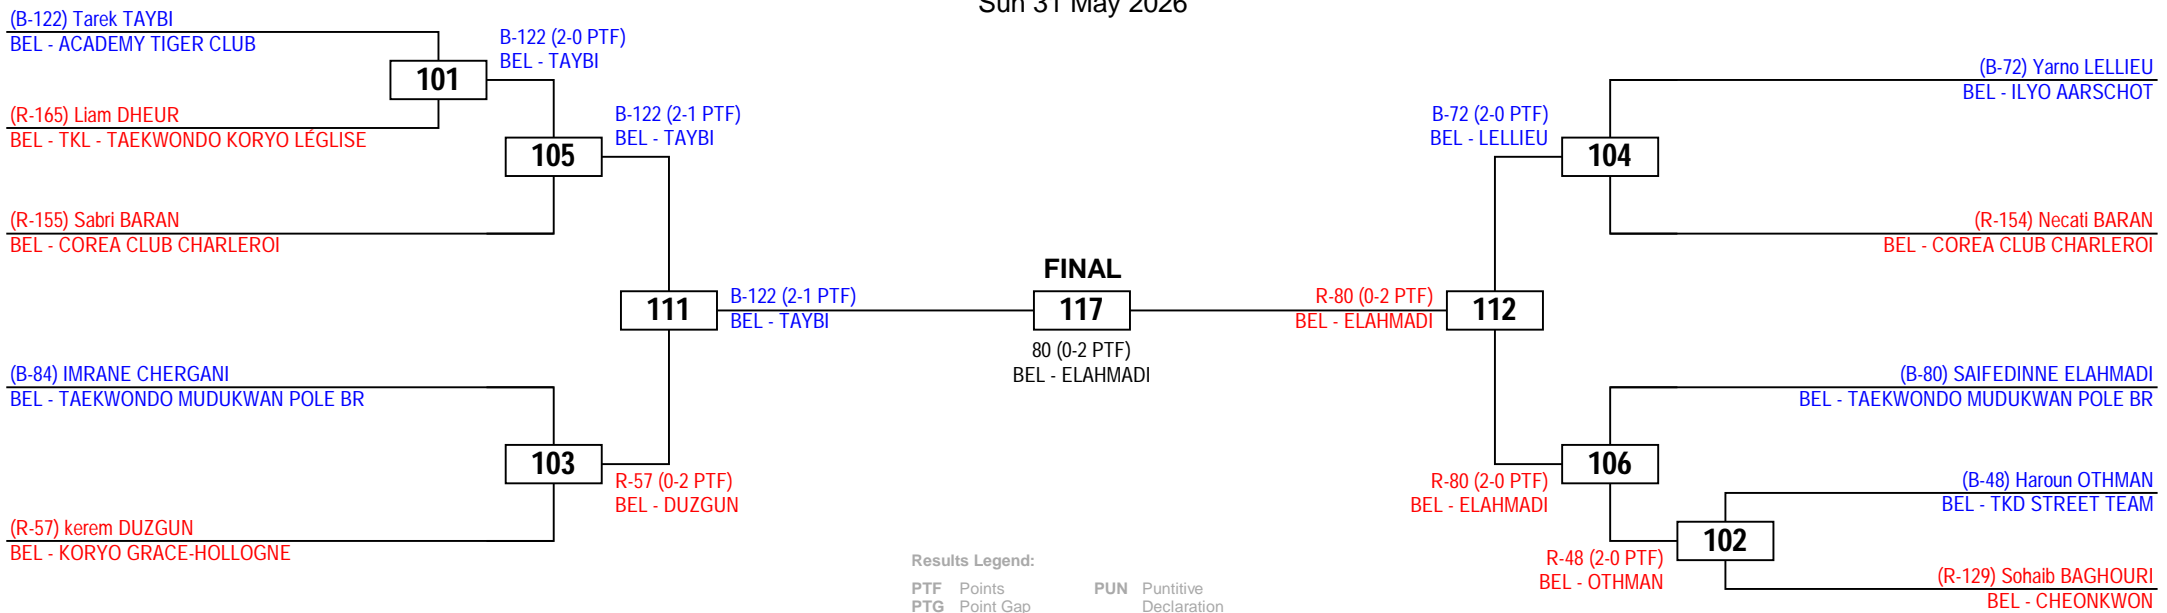 Sun 31 May 2026
(B-122) Tarek TAYBI
BEL - ACADEMY TIGER CLUB
101
(R-165) Liam DHEUR
BEL - TKL - TAEKWONDO KORYO LÉGLISE
B-122 (2-0 PTF)
BEL - TAYBI
105
(R-155) Sabri BARAN
BEL - COREA CLUB CHARLEROI
B-122 (2-1 PTF)
BEL - TAYBI
111
(B-84) IMRANE CHERGANI
BEL - TAEKWONDO MUDUKWAN POLE BR
103
(R-57) kerem DUZGUN
BEL - KORYO GRACE-HOLLOGNE
R-57 (0-2 PTF)
BEL - DUZGUN
B-122 (2-1 PTF)
BEL - TAYBI
FINAL
117
80 (0-2 PTF)
BEL - ELAHMADI
R-80 (0-2 PTF)
BEL - ELAHMADI
112
B-72 (2-0 PTF)
BEL - LELLIEU
104
(B-72) Yarno LELLIEU
BEL - ILYO AARSCHOT
(R-154) Necati BARAN
BEL - COREA CLUB CHARLEROI
(B-80) SAIFEDINNE ELAHMADI
BEL - TAEKWONDO MUDUKWAN POLE BR
106
R-80 (2-0 PTF)
BEL - ELAHMADI
(B-48) Haroun OTHMAN
BEL - TKD STREET TEAM
102
R-48 (2-0 PTF)
BEL - OTHMAN
(R-129) Sohaib BAGHOURI
BEL - CHEONKWON
Results Legend:
PTF Points PUN Puntitive
PTG Point Gap Declaration